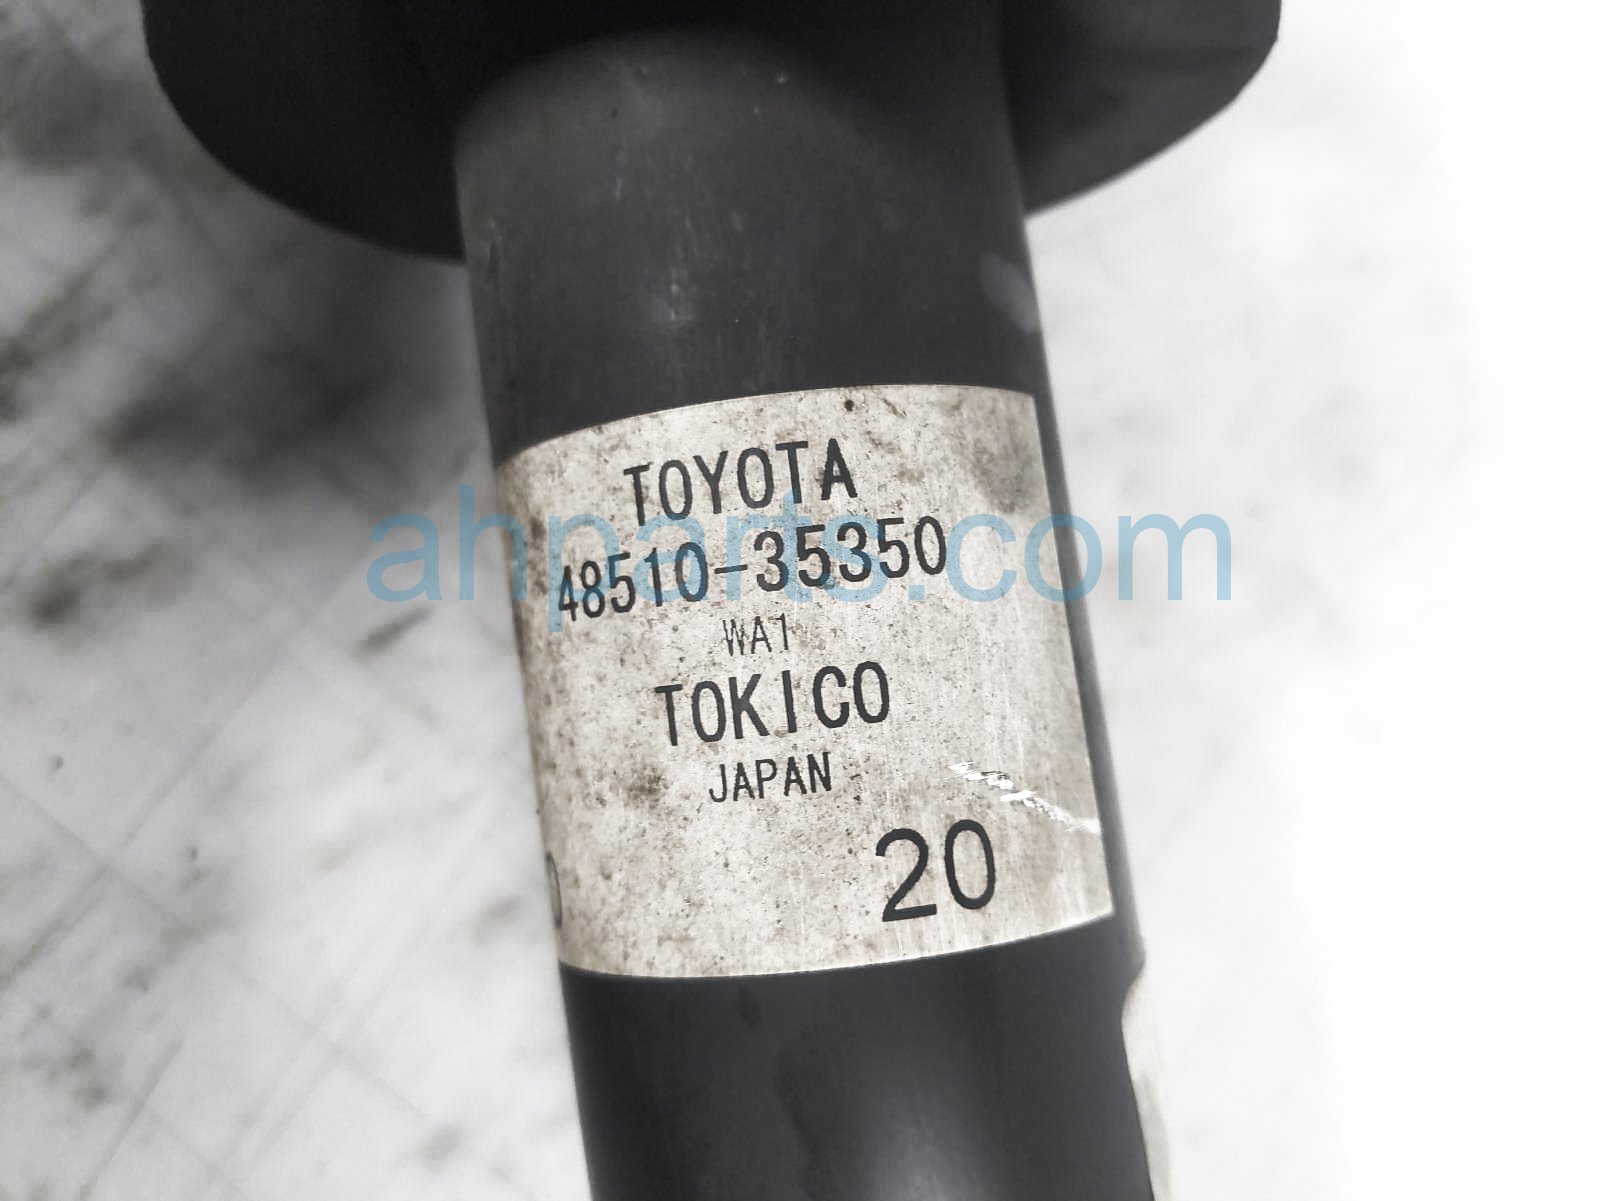 TOYOTA
48510-35350
WA1
TOKICO
JAPAN
20
ahparts.com